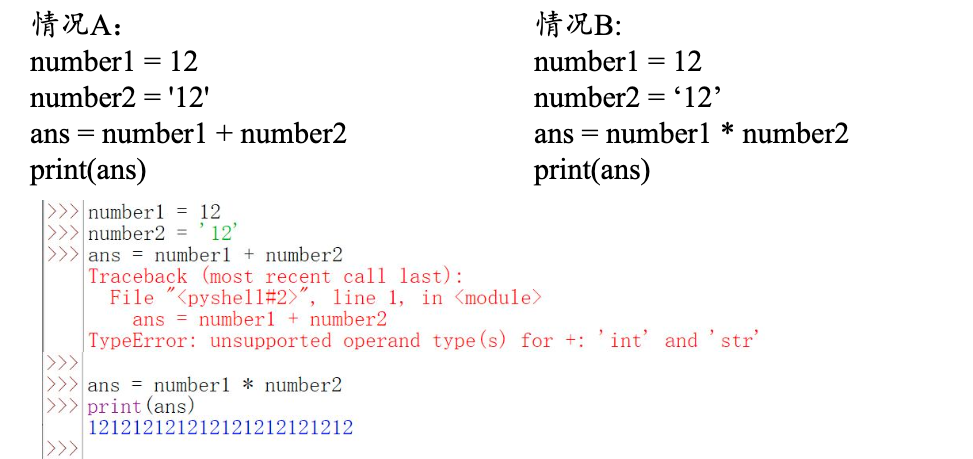 情况A：
number1 = 12
number2 = '12'
ans = number1 + number2
print(ans)
情况B:
number1 = 12
number2 = ‘12’
ans = number1 * number2
print(ans)
>>> number1 = 12
>>> number2 = '12'
>>> ans = number1 + number2
Traceback (most recent call last):
  File "<pyshell#2>", line 1, in <module>
    ans = number1 + number2
TypeError: unsupported operand type(s) for +: 'int' and 'str'
>>>
>>> ans = number1 * number2
>>> print(ans)
121212121212121212121212
>>>